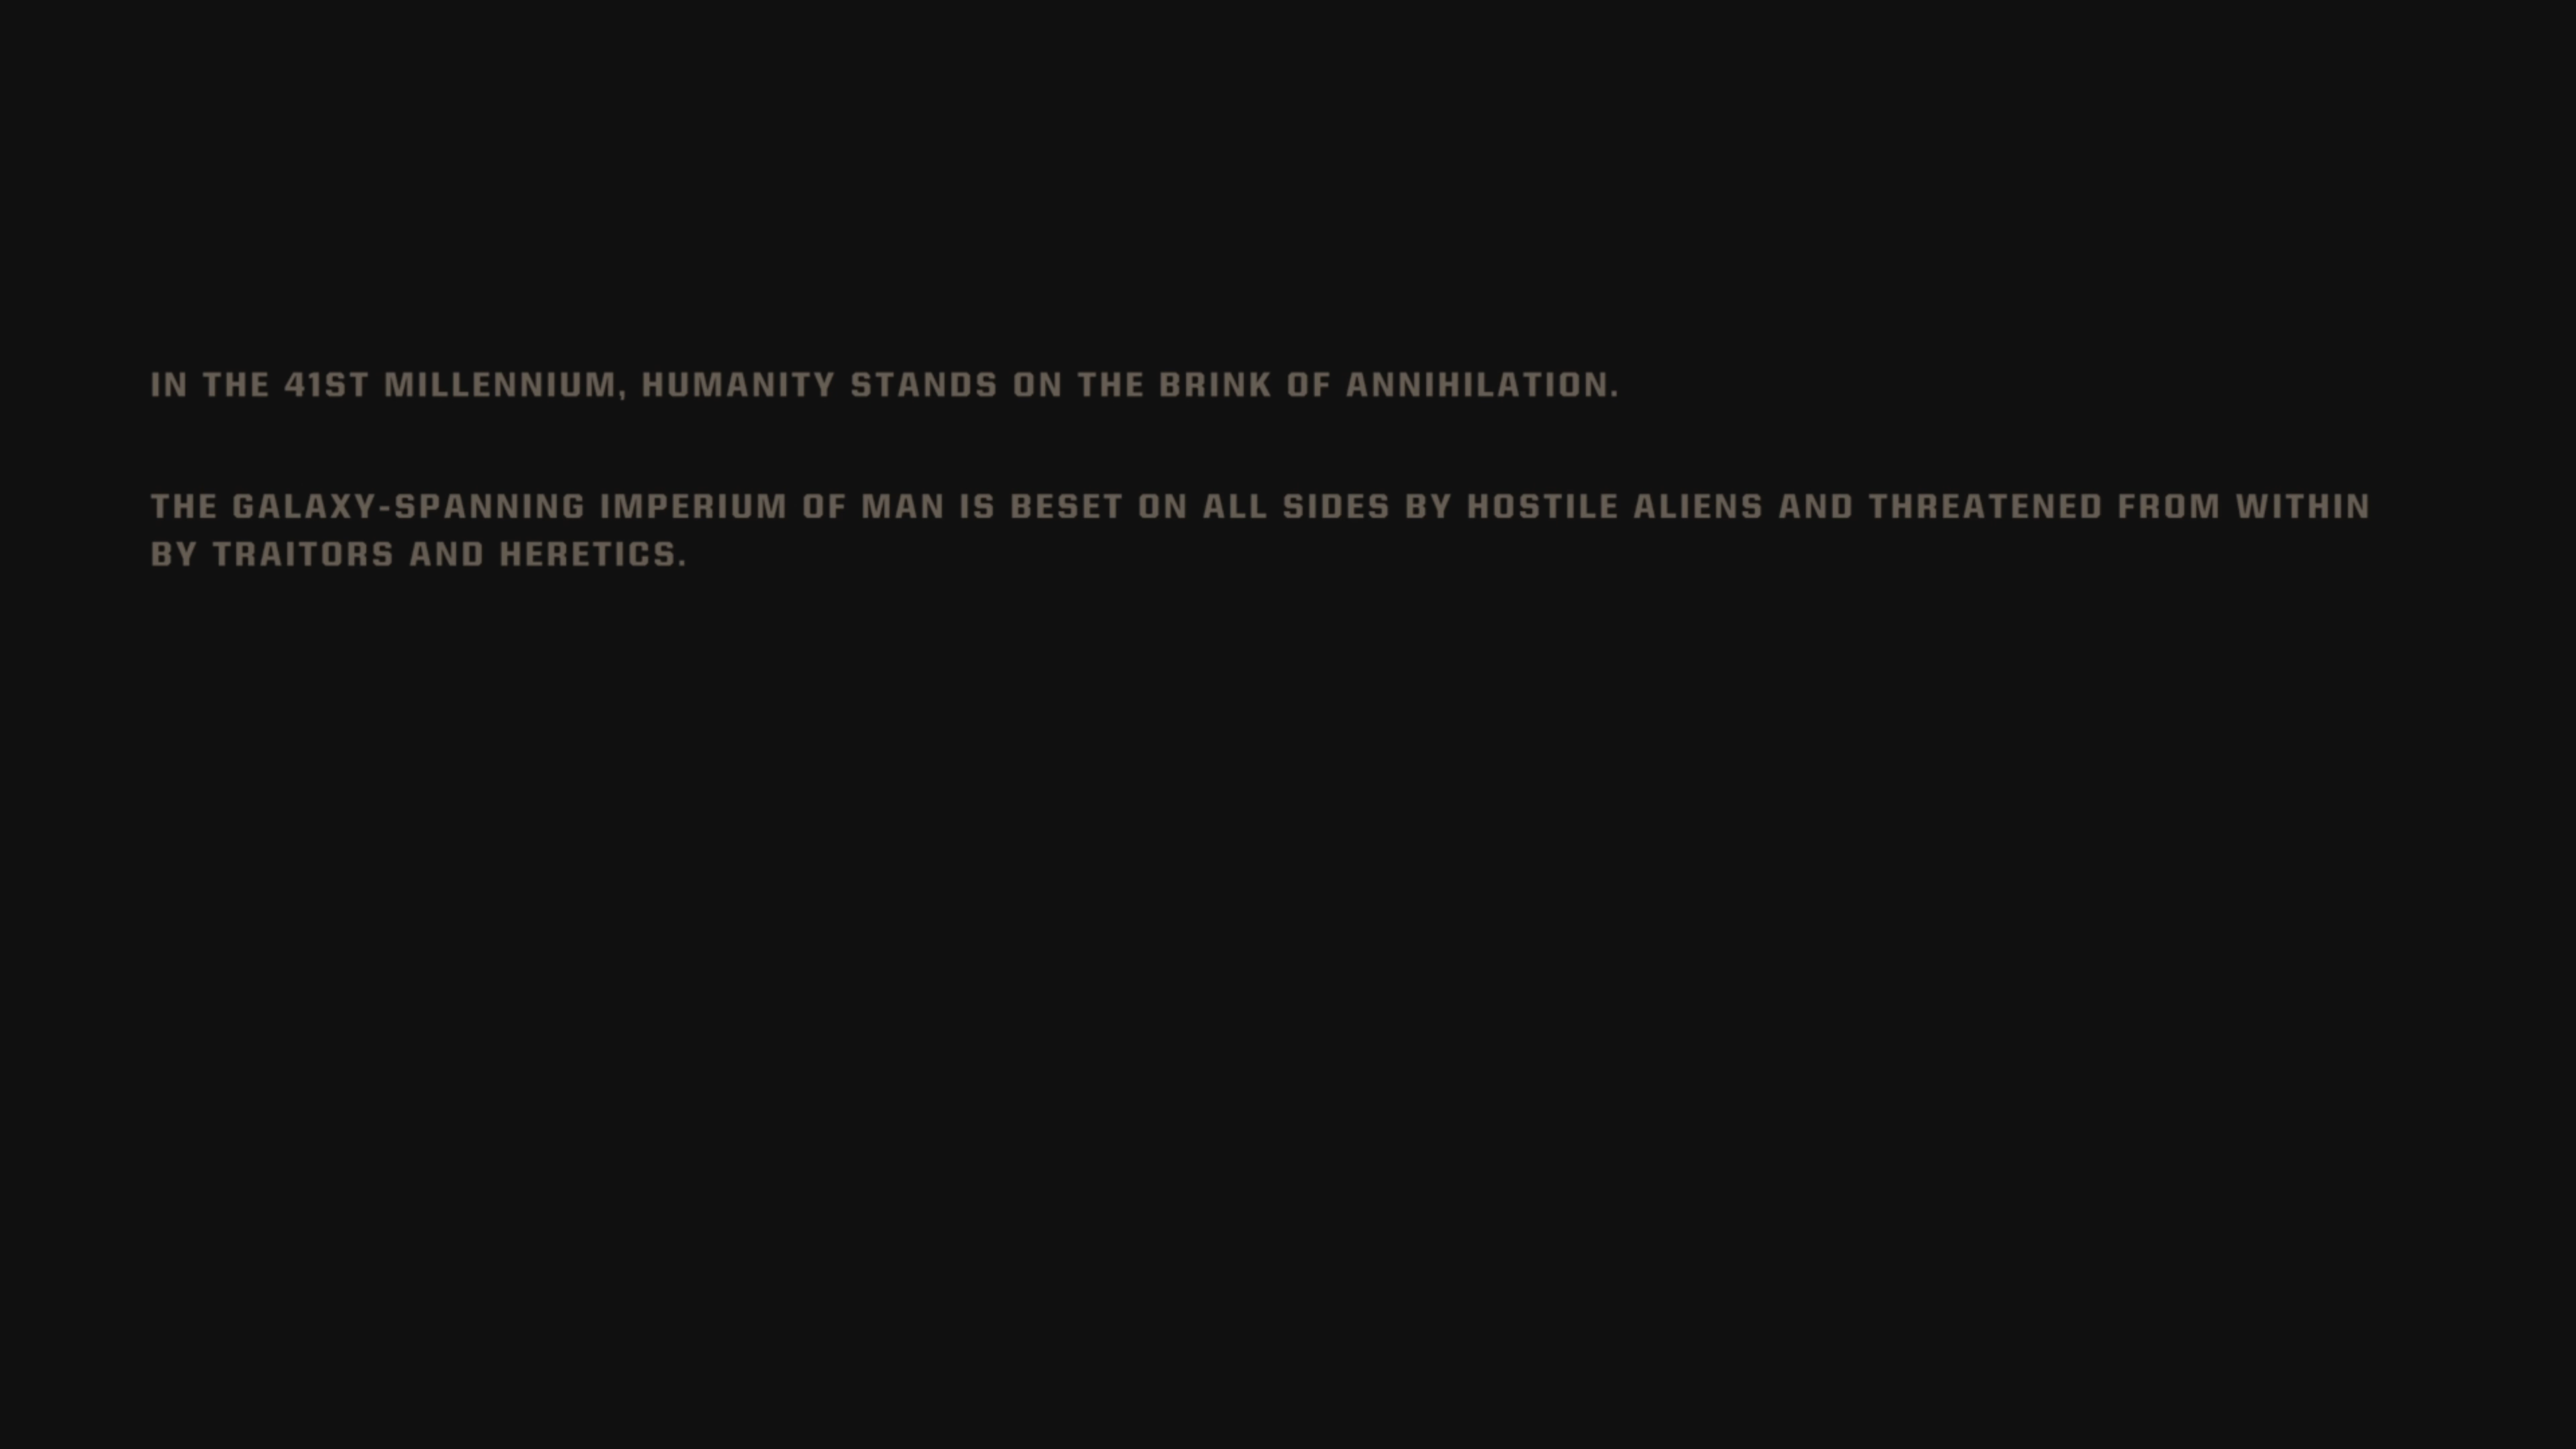 IN THE 41ST MILLENNIUM, HUMANITY STANDS ON THE BRINK OF ANNIHILATION.
THE GALAXY-SPANNING IMPERIUM OF MAN IS BESET ON ALL SIDES BY HOSTILE ALIENS AND THREATENED FROM WITHIN
BY TRAITORS AND HERETICS.